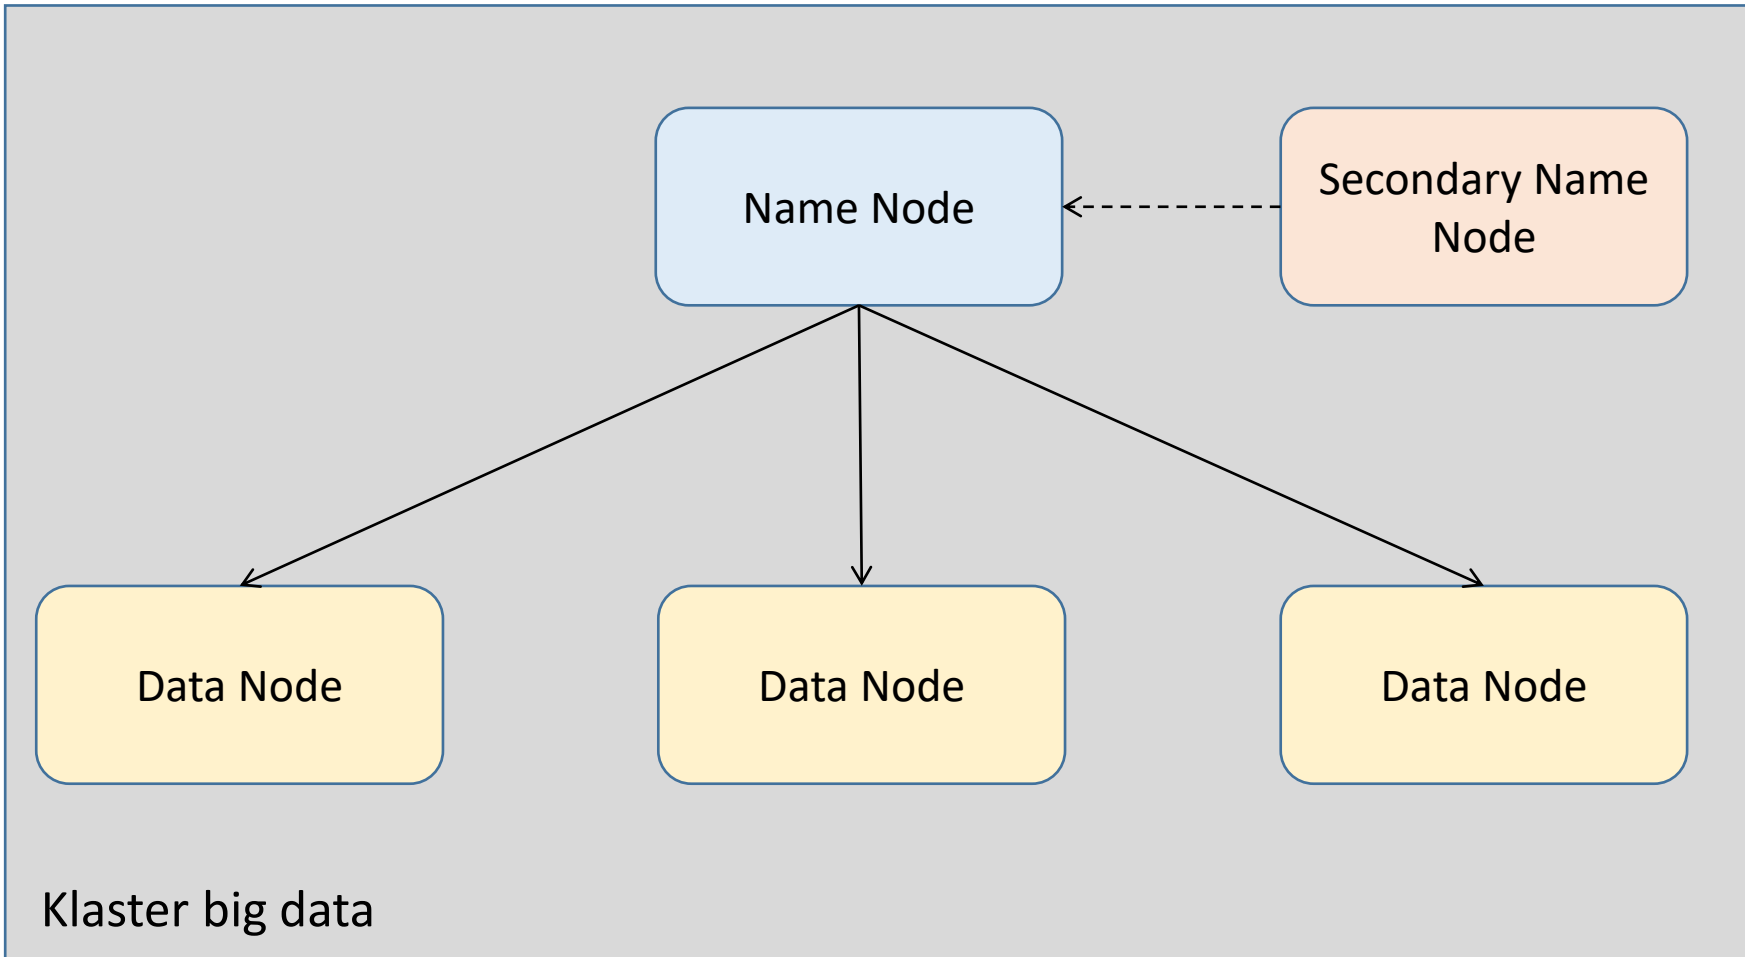 Name Node
Secondary Name
Node
Data Node
Data Node
Data Node
Klaster big data